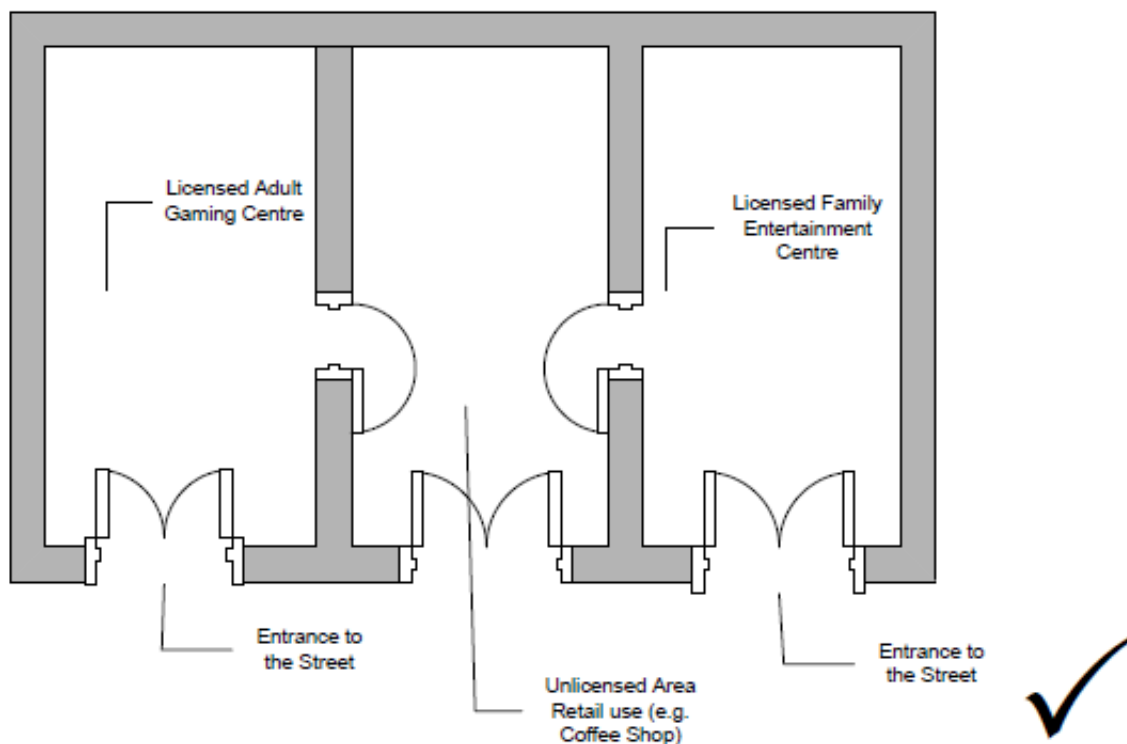 Licensed Adult
Gaming Centre
Licensed Family
Entertainment
Centre
Entrance to
the Street
Unlicensed Area
Retail use (e.g.
Coffee Shop)
Entrance to
the Street